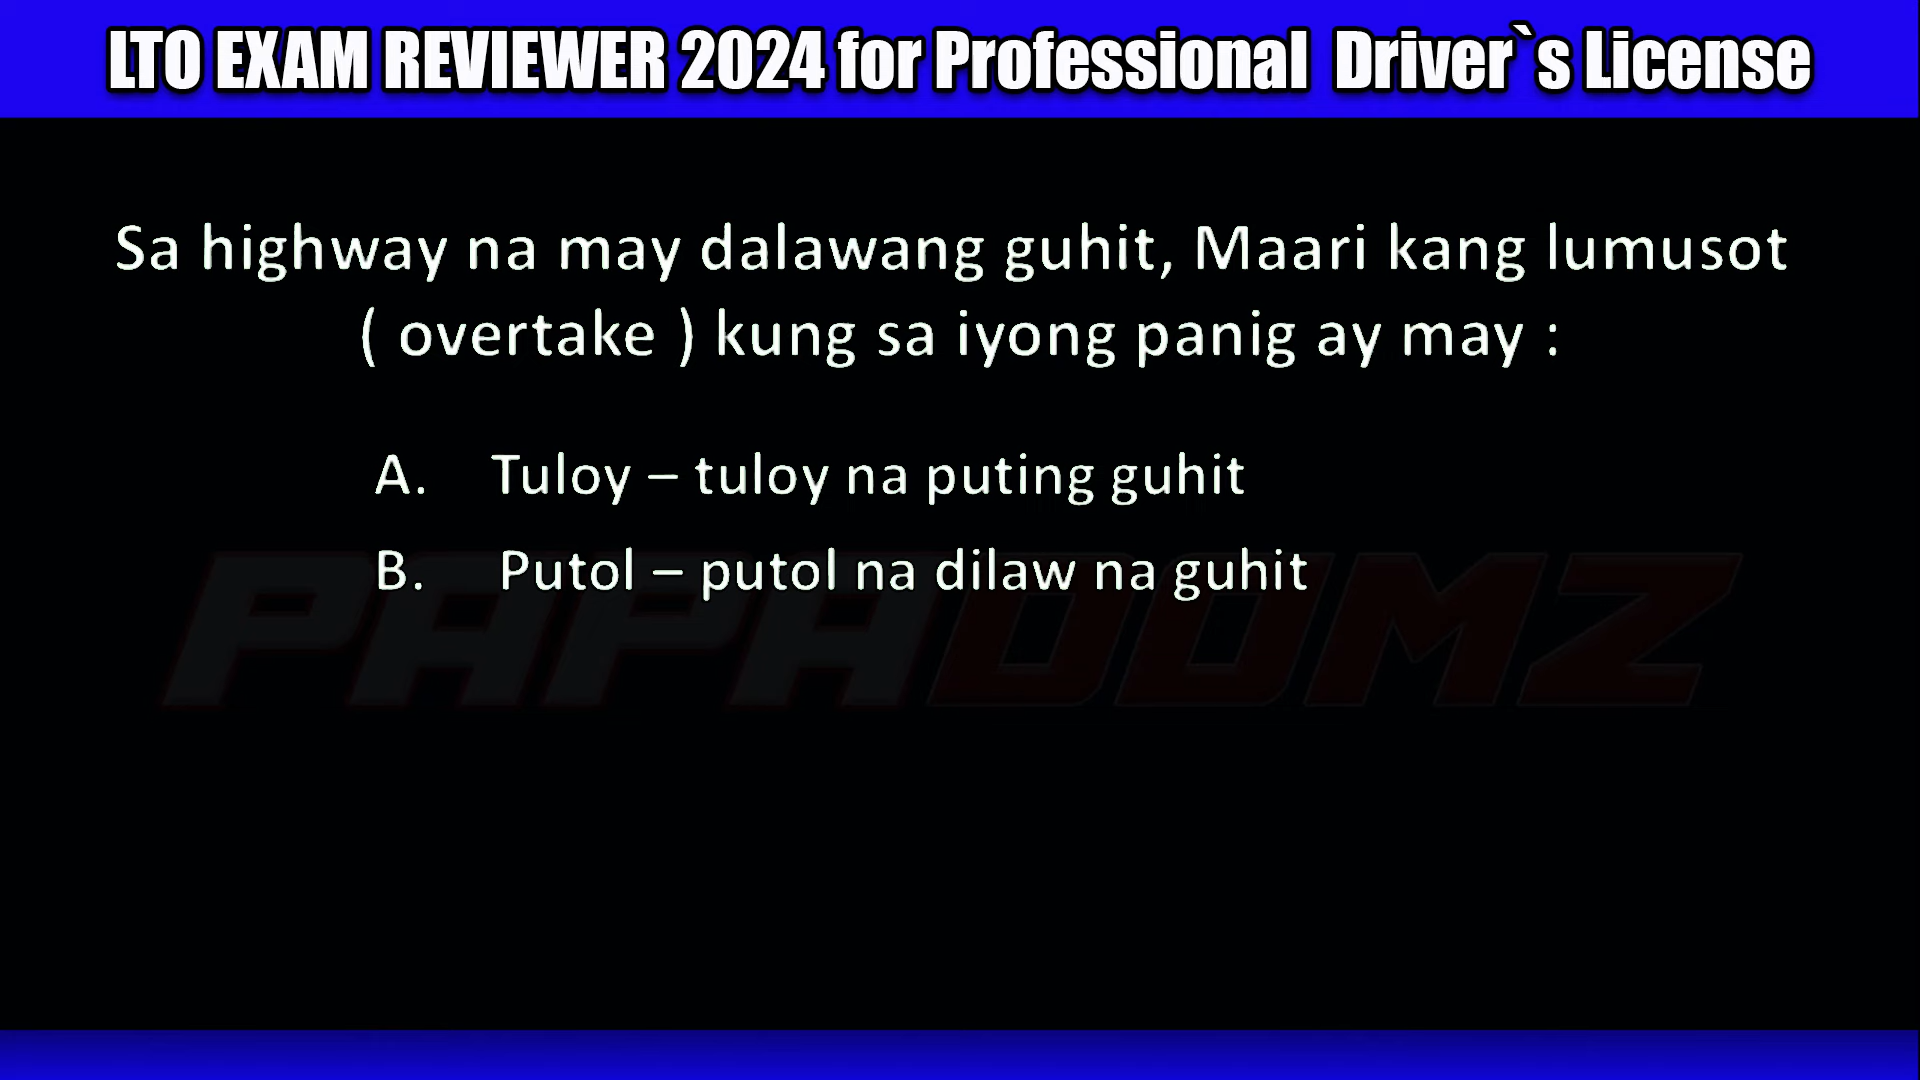 LTO EXAM REVIEWER 2024 for Professional Driver`s License
Sa highway na may dalawang guhit, Maari kang lumusot
( overtake ) kung sa iyong panig ay may :
A. Tuloy – tuloy na puting guhit
B. Putol – putol na dilaw na guhit
PAPADOMZ